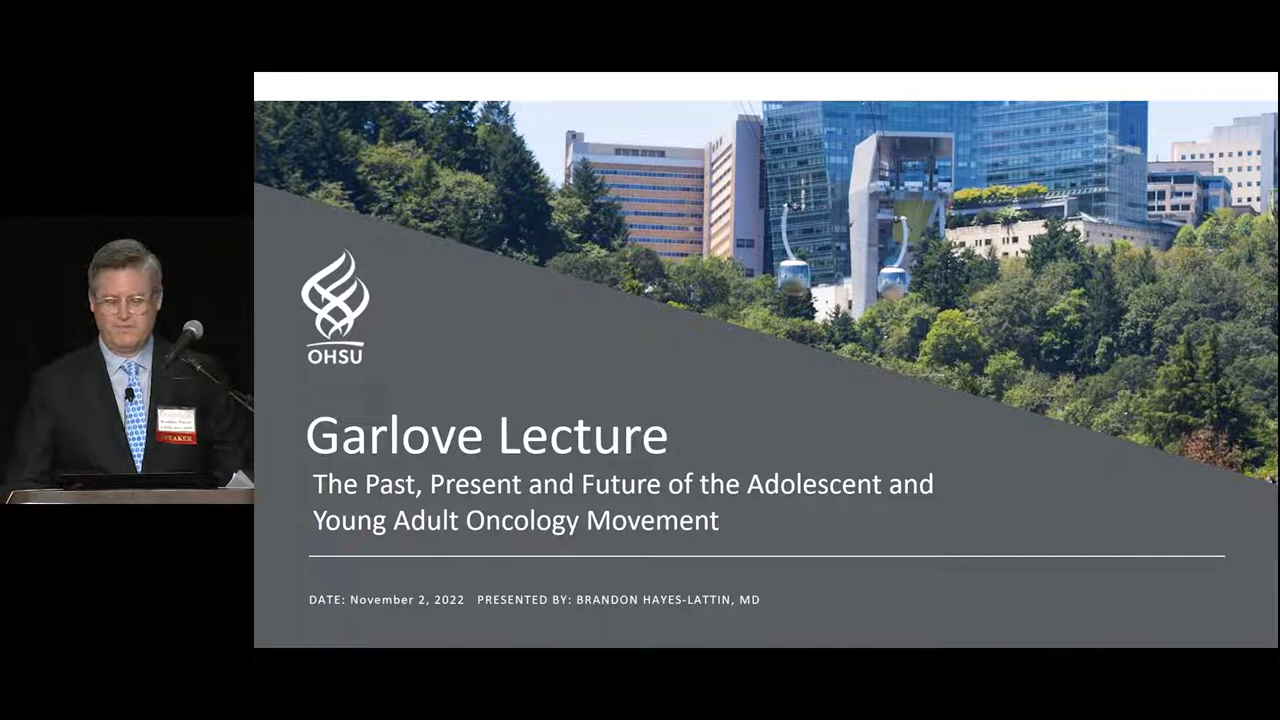 OHSU
Garlove Lecture
The Past, Present and Future of the Adolescent and
Young Adult Oncology Movement
DATE: November 2, 2022 PRESENTED BY: BRANDON HAYES-LATTIN, MD
SPEAKER